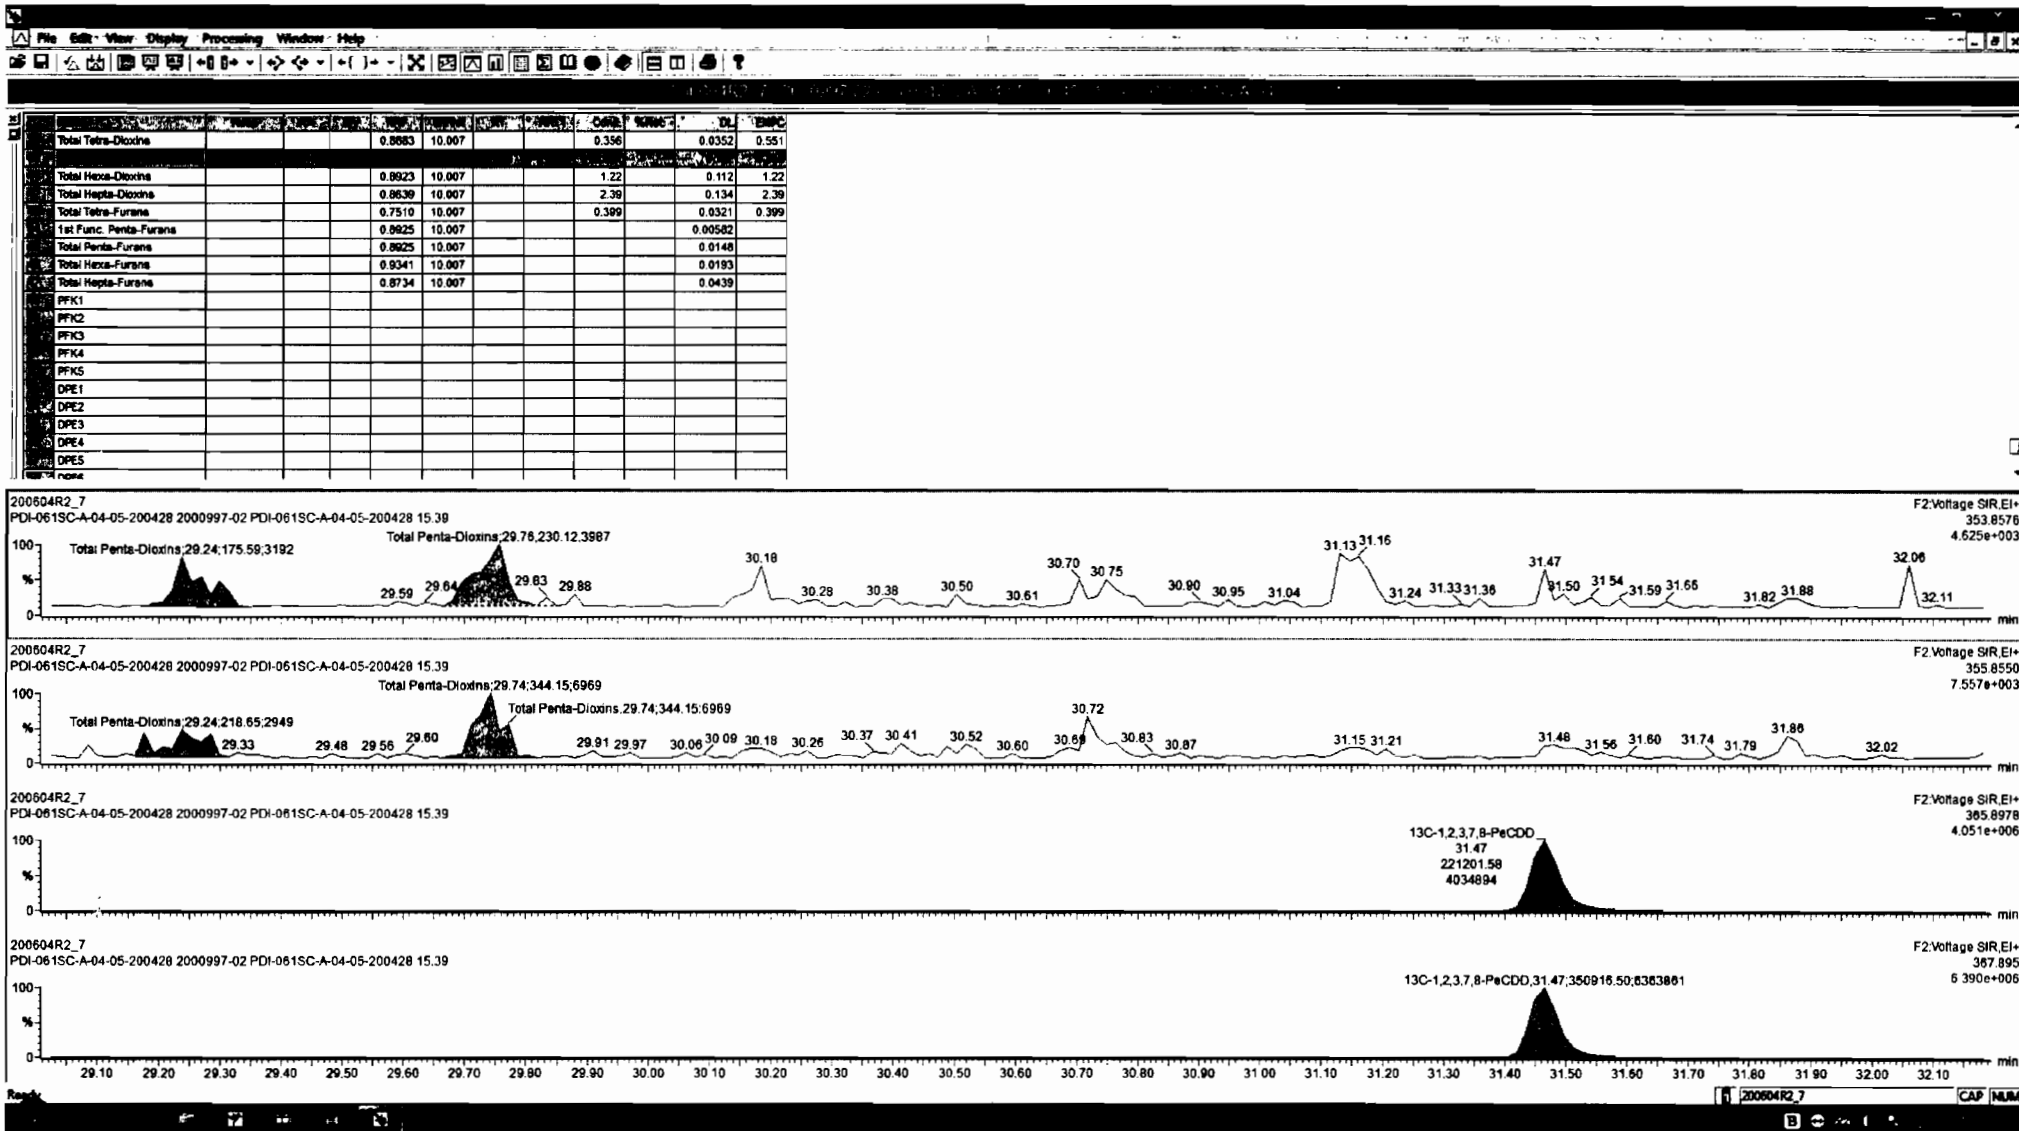 File Edit View Display Processing Window Help
Conc. DL EMPC
Total Tetra-Dioxins 0.8883 10.007 0.356 0.0352 0.551
Total Hexa-Dioxins 0.8923 10.007 1.22 0.112 1.22
Total Hepta-Dioxins 0.8639 10.007 2.39 0.134 2.39
Total Tetra-Furans 0.7510 10.007 0.399 0.0321 0.399
1st Func. Penta-Furans 0.8925 10.007 0.00582
Total Penta-Furans 0.8925 10.007 0.0148
Total Hexa-Furans 0.9341 10.007 0.0193
Total Hepta-Furans 0.8734 10.007 0.0439
PFK1
PFK2
PFK3
PFK4
PFK5
DPE1
DPE2
DPE3
DPE4
DPE5
200604R2_7
PDI-061SC-A-04-05-200428 2000997-02 PDI-061SC-A-04-05-200428 15.39
F2:Voltage SIR,EI+
353.8576
4.625e+003
Total Penta-Dioxins;29.24;175.59;3192
Total Penta-Dioxins;29.76,230.12.3987
100
%
0
29.59 29.64 29.83 29.88 30.18 30.28 30.38 30.50 30.61 30.70 30 75 30.90 30.95 31.04 31.13 31.16 31.24 31.33 31.36 31.47 31.50 31 54 31.59 31.65 31.82 31.88 32.06 32.11
min
200604R2_7
PDI-061SC-A-04-05-200428 2000997-02 PDI-061SC-A-04-05-200428 15.39
F2:Voltage SIR,EI+
355.8550
7.557e+003
Total Penta-Dioxins;29.74;344.15;6969
Total Penta-Dioxins.29.74;344.15;6969
Total Penta-Dioxins;29.24;218.65;2949
100
%
0
29.33 29.48 29 56 29.60 29.91 29.97 30.06 30 09 30.18 30.26 30.37 30 41 30.52 30.60 30.69 30.72 30.83 30.87 31.15 31.21 31.48 31.56 31.60 31.74 31.79 31.86 32.02
min
200604R2_7
PDI-061SC-A-04-05-200428 2000997-02 PDI-061SC-A-04-05-200428 15.39
F2:Voltage SIR,EI+
365.8978
4.051e+006
13C-1,2,3,7,8-PeCDD
31.47
221201.58
4034894
100
%
0
min
200604R2_7
PDI-061SC-A-04-05-200428 2000997-02 PDI-061SC-A-04-05-200428 15.39
F2:Voltage SIR,EI+
367.895
6 390e+006
13C-1,2,3,7,8-PeCDD,31.47;350916.50;6363861
100
%
0
min
29.10 29.20 29.30 29.40 29.50 29.60 29.70 29.80 29.90 30.00 30.10 30.20 30.30 30.40 30.50 30.60 30.70 30.80 30.90 31 00 31.10 31.20 31.30 31.40 31.50 31.60 31.70 31.80 31 90 32.00 32.10
Ready
200604R2_7 CAP NUM